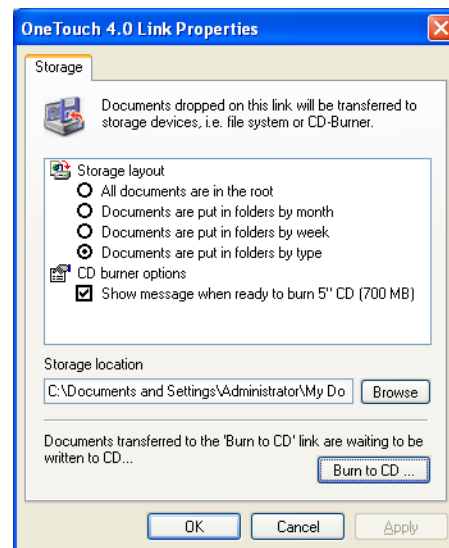 OneTouch 4.0 Link Properties
Storage
Documents dropped on this link will be transferred to
storage devices, i.e. file system or CD-Burner.
Storage layout
All documents are in the root
Documents are put in folders by month
Documents are put in folders by week
Documents are put in folders by type
CD burner options
Show message when ready to burn 5" CD (700 MB)
Storage location
C:\Documents and Settings\Administrator\My Do
Browse
Documents transferred to the 'Burn to CD' link are waiting to be
written to CD...
Burn to CD ...
OK Cancel Apply